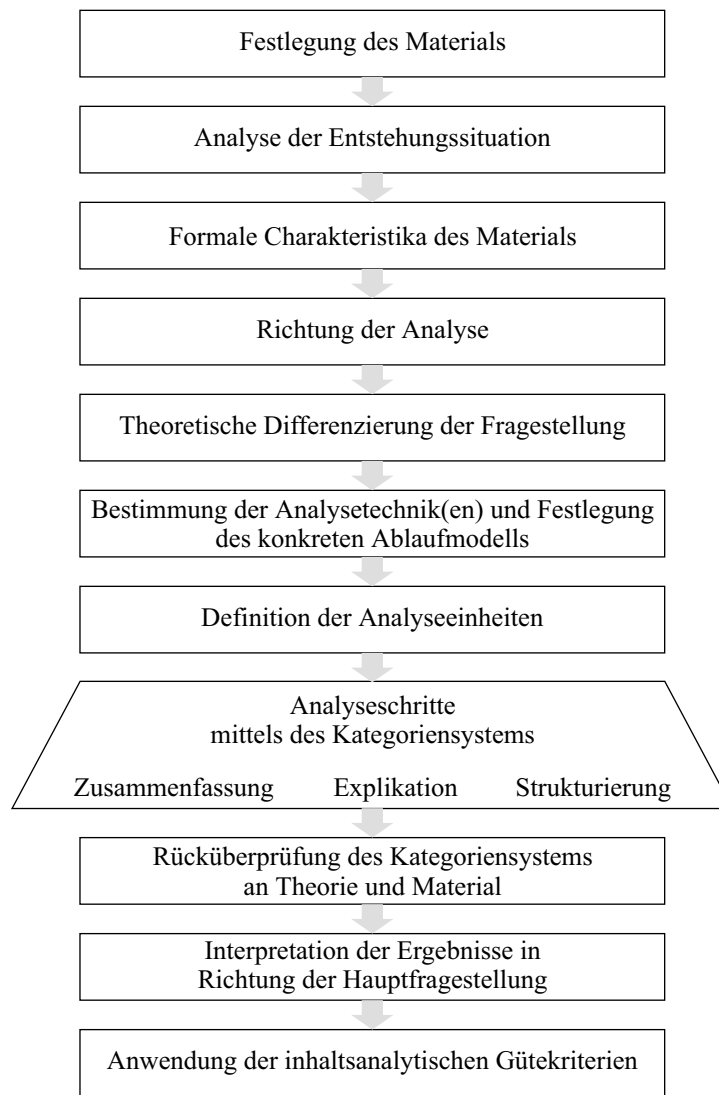 Festlegung des Materials
Analyse der Entstehungssituation
Formale Charakteristika des Materials
Richtung der Analyse
Theoretische Differenzierung der Fragestellung
Bestimmung der Analysetechnik(en) und Festlegung
des konkreten Ablaufmodells
Definition der Analyseeinheiten
Analyseschritte
mittels des Kategoriensystems
Zusammenfassung Explikation Strukturierung
Rücküberprüfung des Kategoriensystems
an Theorie und Material
Interpretation der Ergebnisse in
Richtung der Hauptfragestellung
Anwendung der inhaltsanalytischen Gütekriterien